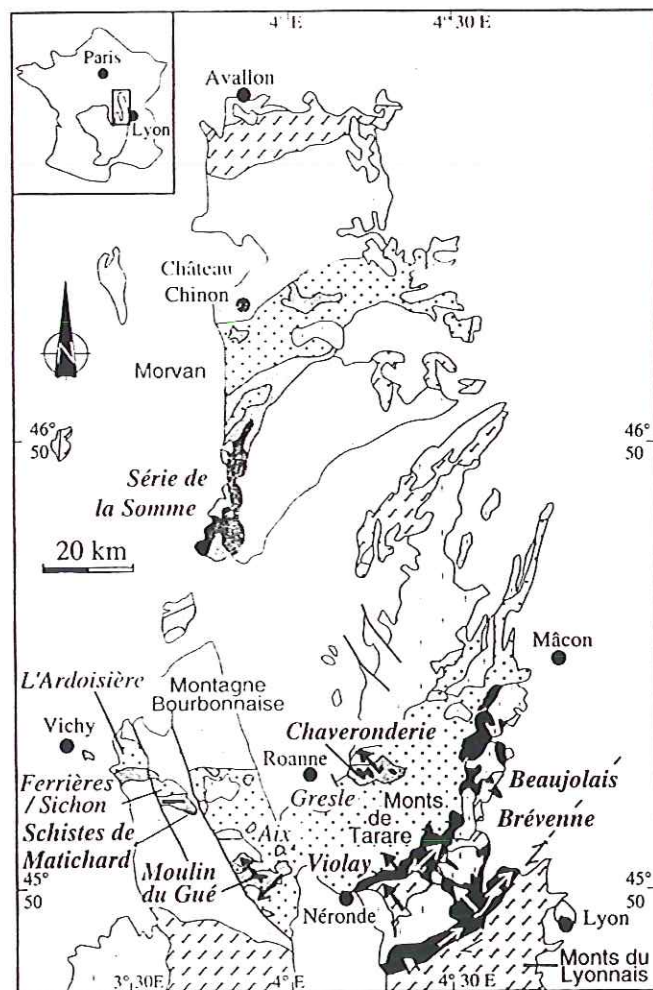 4° E
4° 30 E
Paris
Lyon
Avallon
Château
Chinon
N
Morvan
46°
50
46°
50
Série de
la Somme
20 km
Mâcon
L'Ardoisière
Montagne
Bourbonnaise
Vichy
Chaveronderie
Roanne
Gresle
Monts
de
Tarare
Beaujolais
Brévenne
Ferrières
/ Sichon
Schistes de
Matichard
Aix
Moulin
du Gué
Violay
45°
50
45°
50
Néronde
Lyon
Monts du
Lyonnais
3° 30 E
4° E
4° 30 E